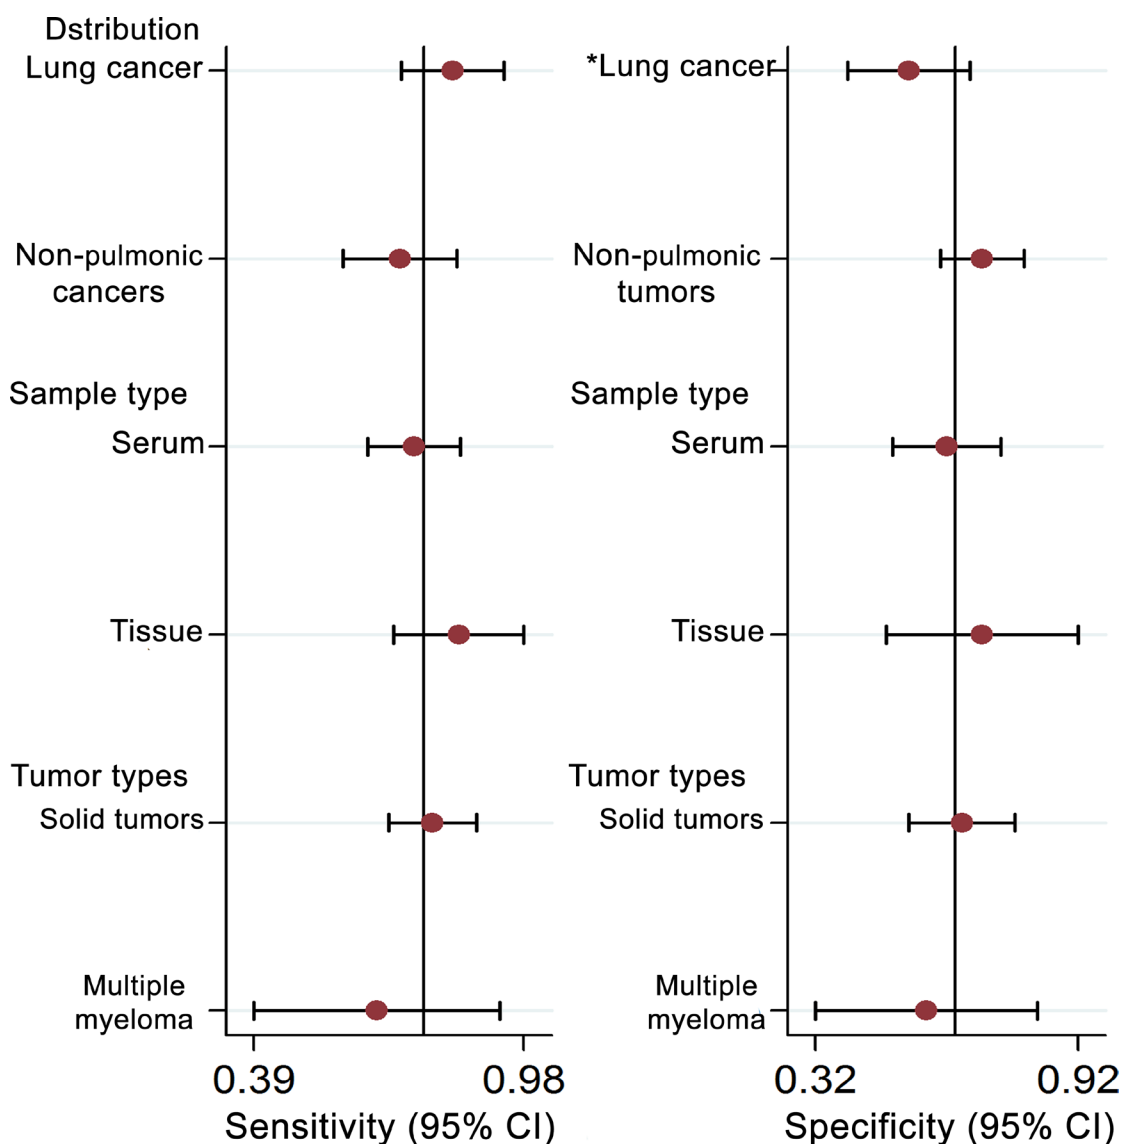 Dstribution
Lung cancer
Non-pulmonic
cancers
Sample type
Serum
Tissue
Tumor types
Solid tumors
Multiple
myeloma
0.39 0.98
Sensitivity (95% CI)
*Lung cancer
Non-pulmonic
tumors
Sample type
Serum
Tissue
Tumor types
Solid tumors
Multiple
myeloma
0.32 0.92
Specificity (95% CI)